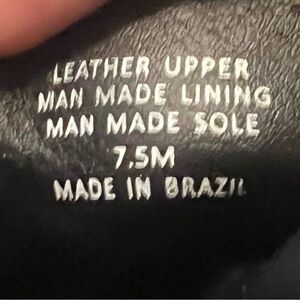 LEATHER UPPER
MAN MADE LINING
MAN MADE SOLE
7.5M
MADE IN BRAZIL